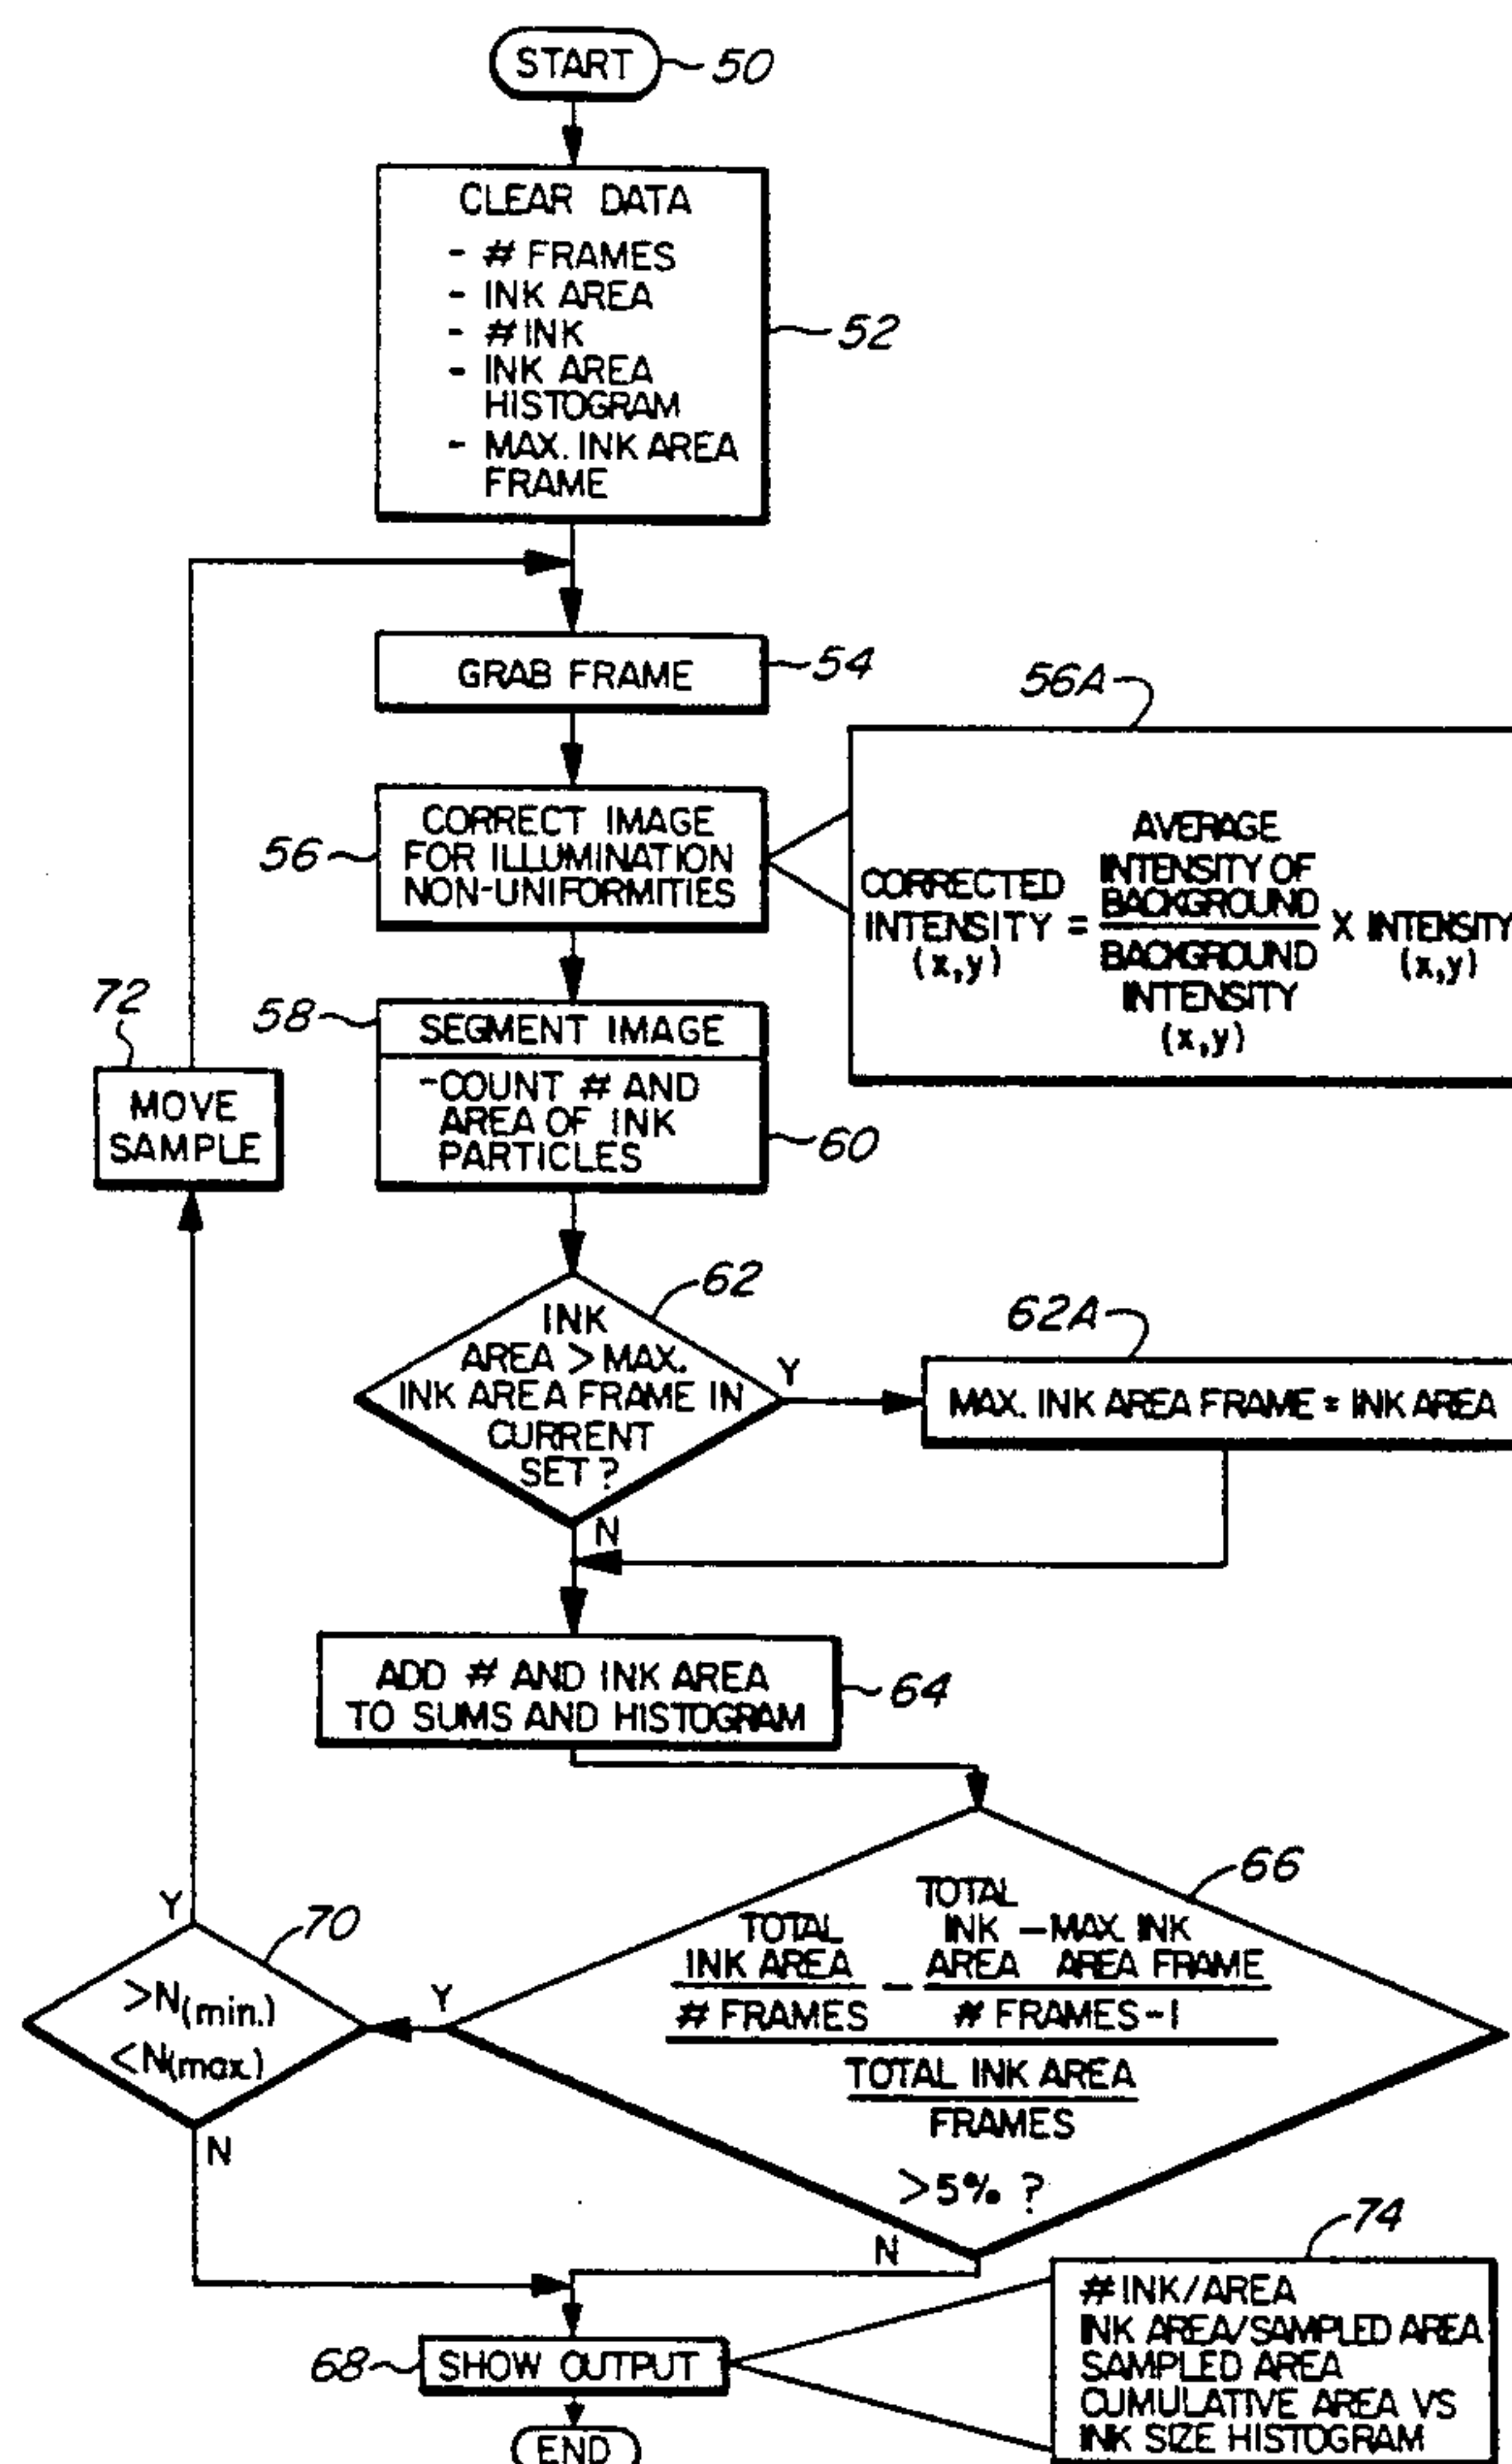 START
50
CLEAR DATA
- # FRAMES
- INK AREA
- # INK
- INK AREA
HISTOGRAM
- MAX. INK AREA
FRAME
52
GRAB FRAME
54
56A
CORRECT IMAGE
FOR ILLUMINATION
NON-UNIFORMITIES
56
AVERAGE
INTENSITY OF
CORRECTED BACKGROUND
INTENSITY = X INTENSITY
(x,y) BACKGROUND (x,y)
INTENSITY
(x,y)
72
MOVE
SAMPLE
58
SEGMENT IMAGE
-COUNT # AND
AREA OF INK
PARTICLES
60
62
INK
AREA > MAX.
INK AREA FRAME IN
CURRENT
SET?
Y
N
62A
MAX. INK AREA FRAME = INK AREA
ADD # AND INK AREA
TO SUMS AND HISTOGRAM
64
66
TOTAL
TOTAL INK - MAX. INK
INK AREA - AREA AREA FRAME
# FRAMES # FRAMES-1
TOTAL INK AREA
FRAMES
>5% ?
Y
N
70
>N(min.)
<N(max.)
Y
N
68
SHOW OUTPUT
74
# INK/AREA
INK AREA/SAMPLED AREA
SAMPLED AREA
CUMULATIVE AREA VS
INK SIZE HISTOGRAM
END